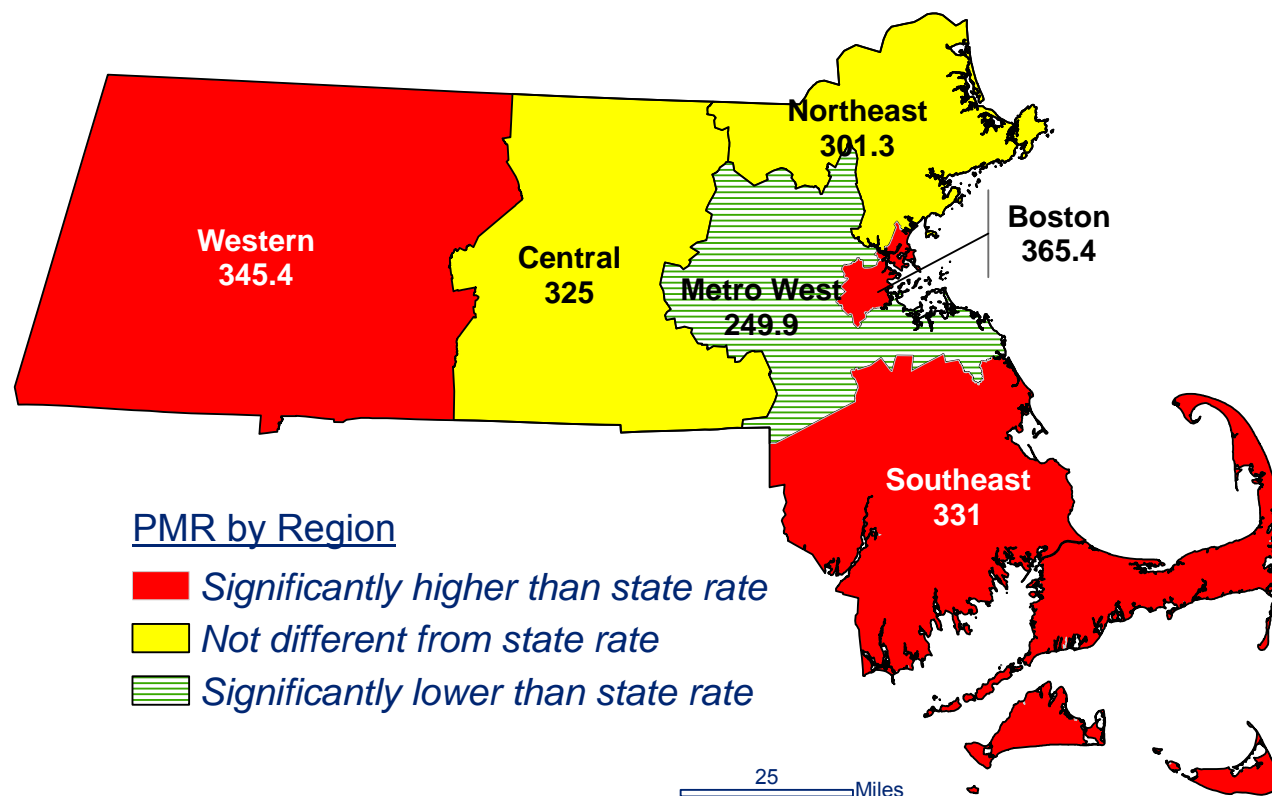 Northeast
301.3
Boston
365.4
Western
345.4
Central
325
Metro West
249.9
Southeast
331
PMR by Region
Significantly higher than state rate
Not different from state rate
Significantly lower than state rate
25
Miles